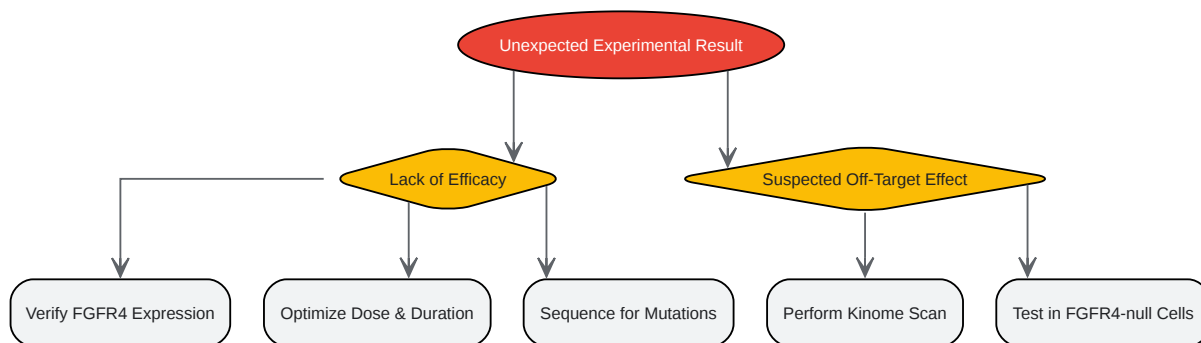 Unexpected Experimental Result
Lack of Efficacy
Suspected Off-Target Effect
Verify FGFR4 Expression
Optimize Dose & Duration
Sequence for Mutations
Perform Kinome Scan
Test in FGFR4-null Cells